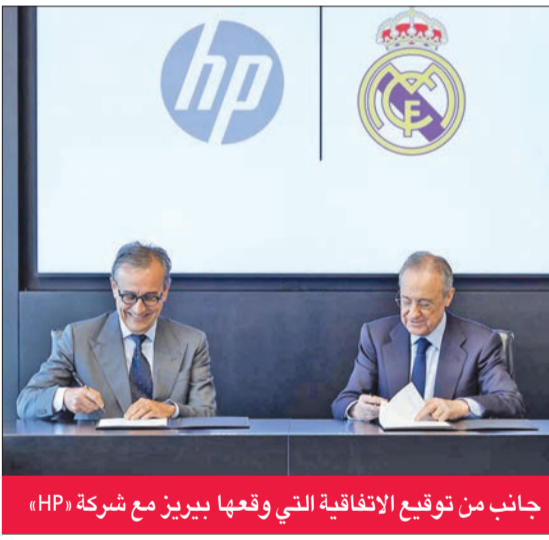 hp
جانب من توقيع الاتفاقية التي وقعها بيريز مع شركة «HP»